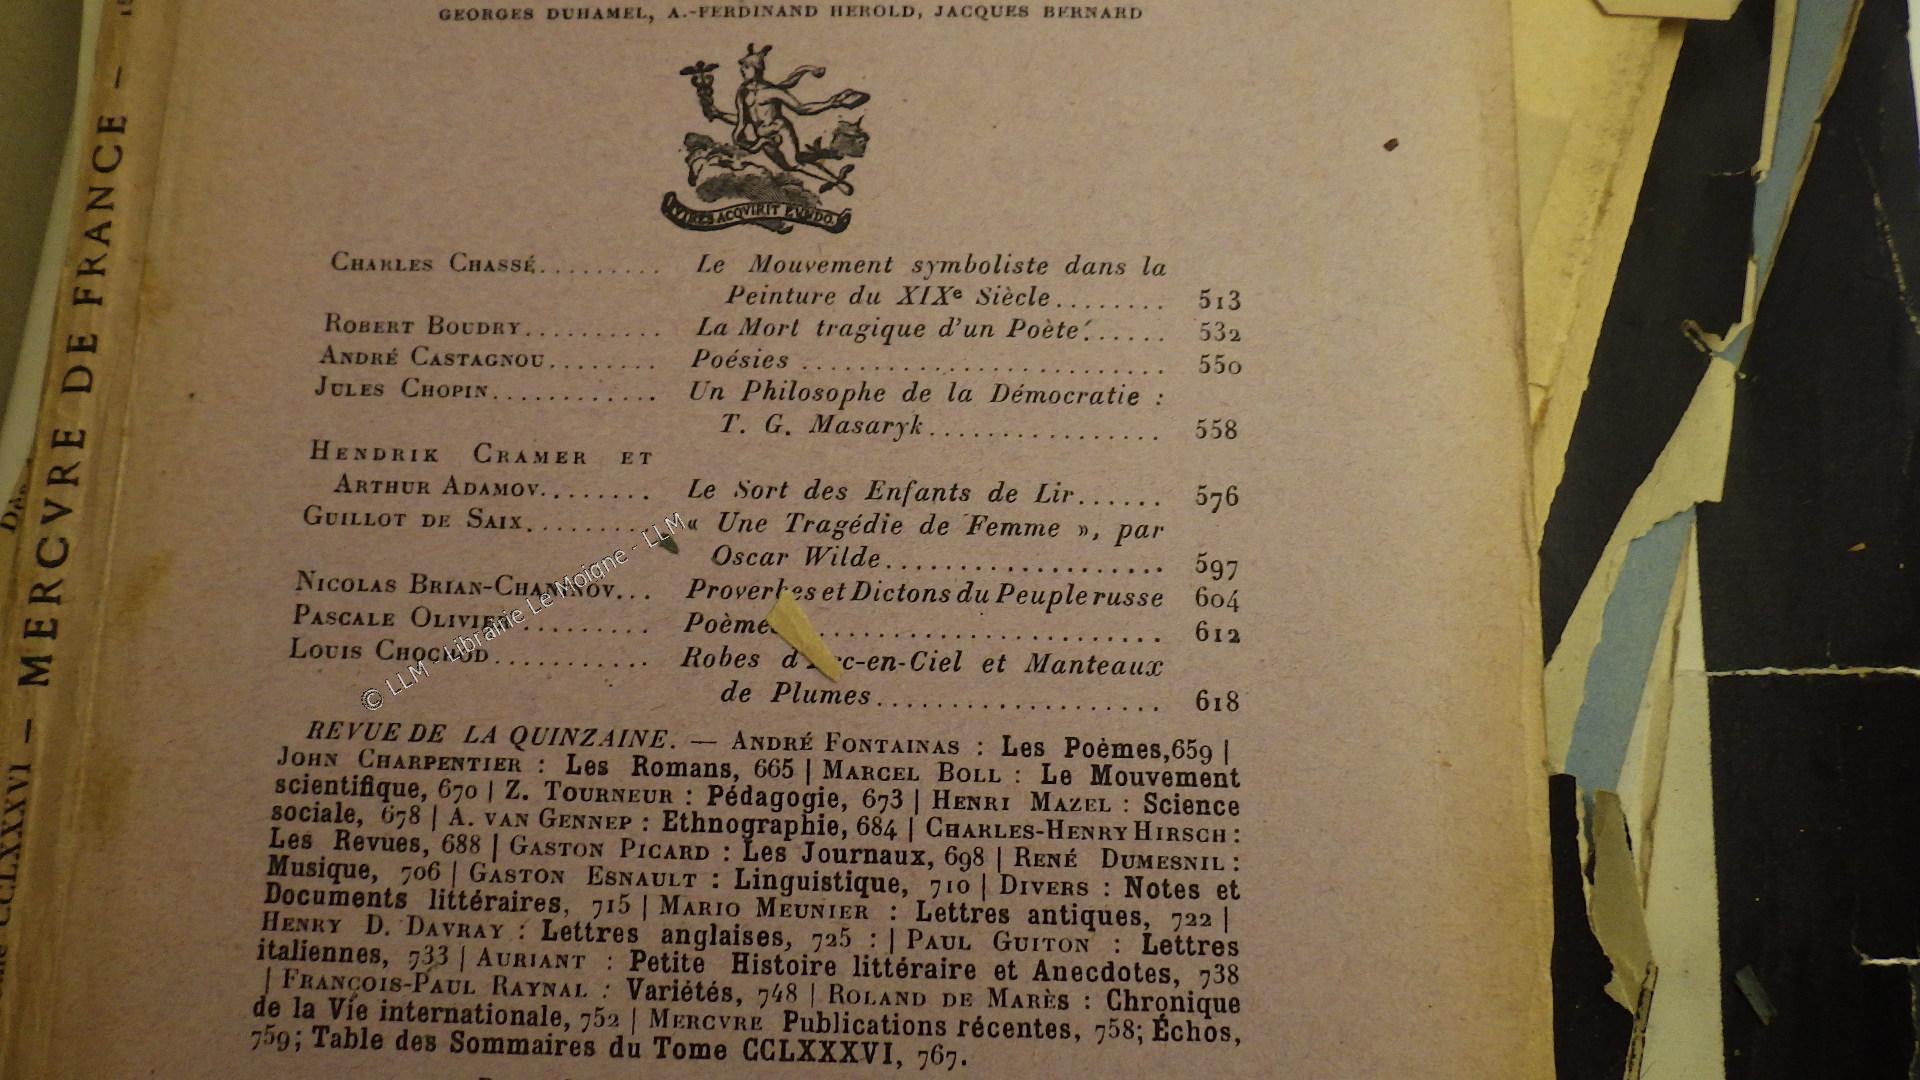 GEORGES DUHAMEL, A.-FERDINAND HEROLD, JACQUES BERNARD
VIRES ACQVIRIT EVNDO
CHARLES CHASSÉ......... Le Mouvement symboliste dans la
Peinture du XIXe Siècle........ 513
ROBERT BOUDRY.......... La Mort tragique d'un Poète...... 532
ANDRÉ CASTAGNOU........ Poésies ......................... 550
JULES CHOPIN............ Un Philosophe de la Démocratie :
T. G. Masaryk................ 558
HENDRIK CRAMER ET
ARTHUR ADAMOV........ Le Sort des Enfants de Lir...... 576
GUILLOT DE SAIX......... « Une Tragédie de Femme », par
Oscar Wilde.................... 597
NICOLAS BRIAN-CHANINOV... Proverbes et Dictons du Peuple russe 604
PASCALE OLIVIER ......... Poèmes ........................ 612
LOUIS CHOCHOD........... Robes d'Arc-en-Ciel et Manteaux
de Plumes.................... 618
REVUE DE LA QUINZAINE. — ANDRÉ FONTAINAS : Les Poèmes, 659 |
JOHN CHARPENTIER : Les Romans, 665 | MARCEL BOLL : Le Mouvement
scientifique, 670 | Z. TOURNEUR : Pédagogie, 673 | HENRI MAZEL : Science
sociale, 678 | A. VAN GENNEP : Ethnographie, 684 | CHARLES-HENRY HIRSCH :
Les Revues, 688 | GASTON PICARD : Les Journaux, 698 | RENÉ DUMESNIL :
Musique, 706 | GASTON ESNAULT : Linguistique, 710 | DIVERS : Notes et
Documents littéraires, 715 | MARIO MEUNIER : Lettres antiques, 722 |
HENRY D. DAVRAY : Lettres anglaises, 725 : | PAUL GUITON : Lettres
italiennes, 733 | AURIANT : Petite Histoire littéraire et Anecdotes, 738
| FRANÇOIS-PAUL RAYNAL : Variétés, 748 | ROLAND DE MARÈS : Chronique
de la Vie internationale, 752 | MERCVRE Publications récentes, 758; Échos,
759; Table des Sommaires du Tome CCLXXXVI, 767.
— MERCVRE DE FRANCE —
CCLXXXVI
© LLM - Librairie Le Moigne - LLM